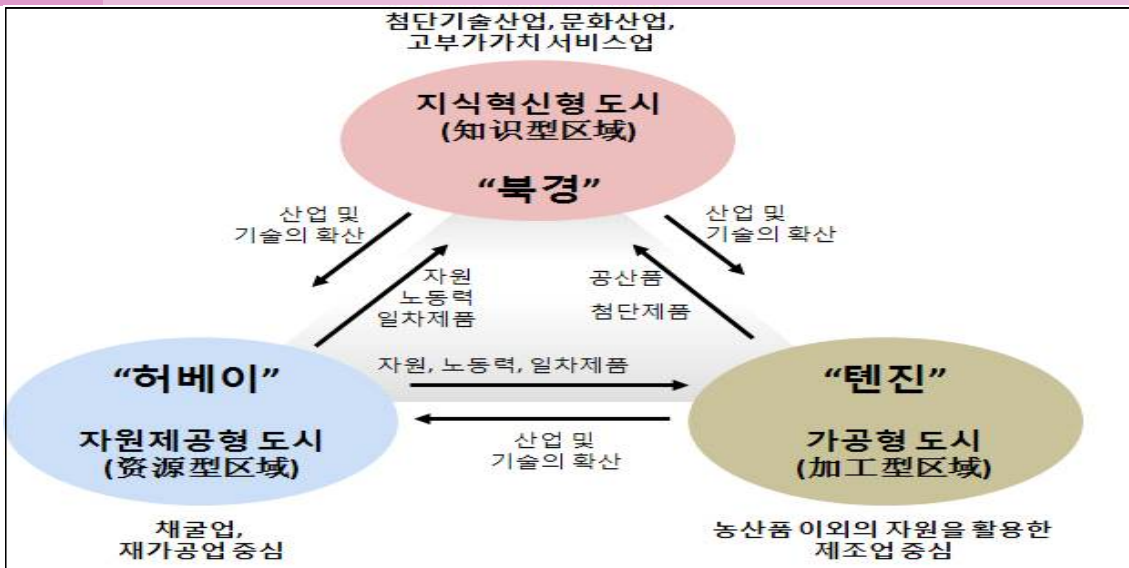 첨단기술산업, 문화산업,
고부가가치 서비스업
지식혁신형 도시
(知识型区域)
“북경”
산업 및
기술의 확산
산업 및
기술의 확산
자원
노동력
일차제품
공산품
첨단제품
“허베이”
자원제공형 도시
(资源型区域)
자원, 노동력, 일차제품
산업 및
기술의 확산
“텐진”
가공형 도시
(加工型区域)
채굴업,
재가공업 중심
농산품 이외의 자원을 활용한
제조업 중심